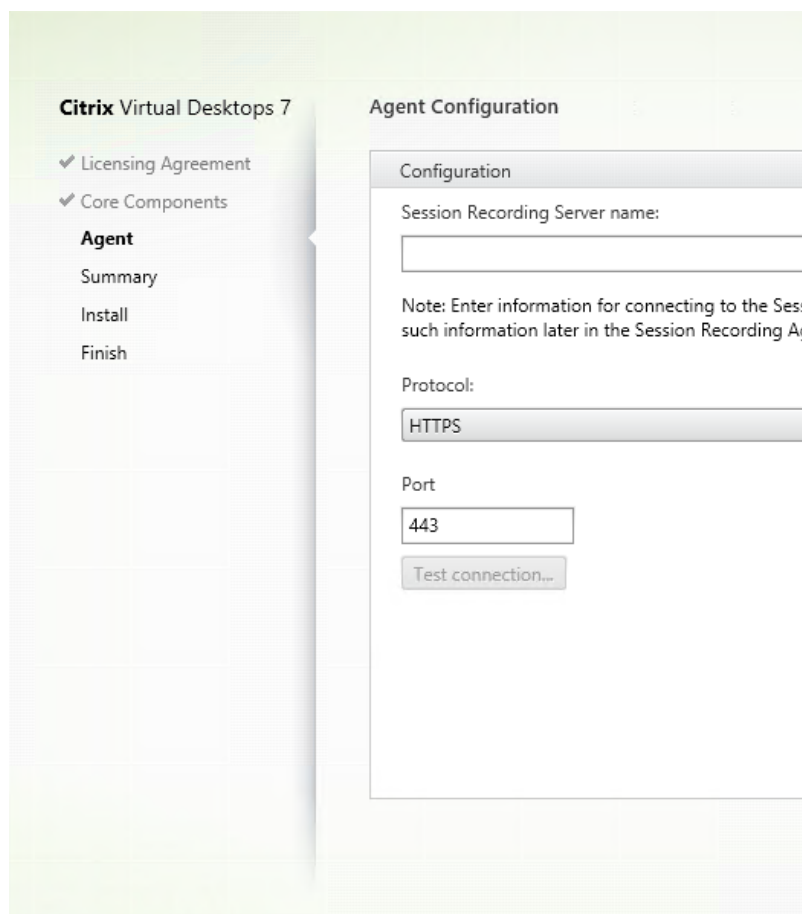 Citrix Virtual Desktops 7
Licensing Agreement
Core Components
Agent
Summary
Install
Finish
Agent Configuration
Configuration
Session Recording Server name:
Note: Enter information for connecting to the Ses
such information later in the Session Recording A
Protocol:
HTTPS
Port
443
Test connection...